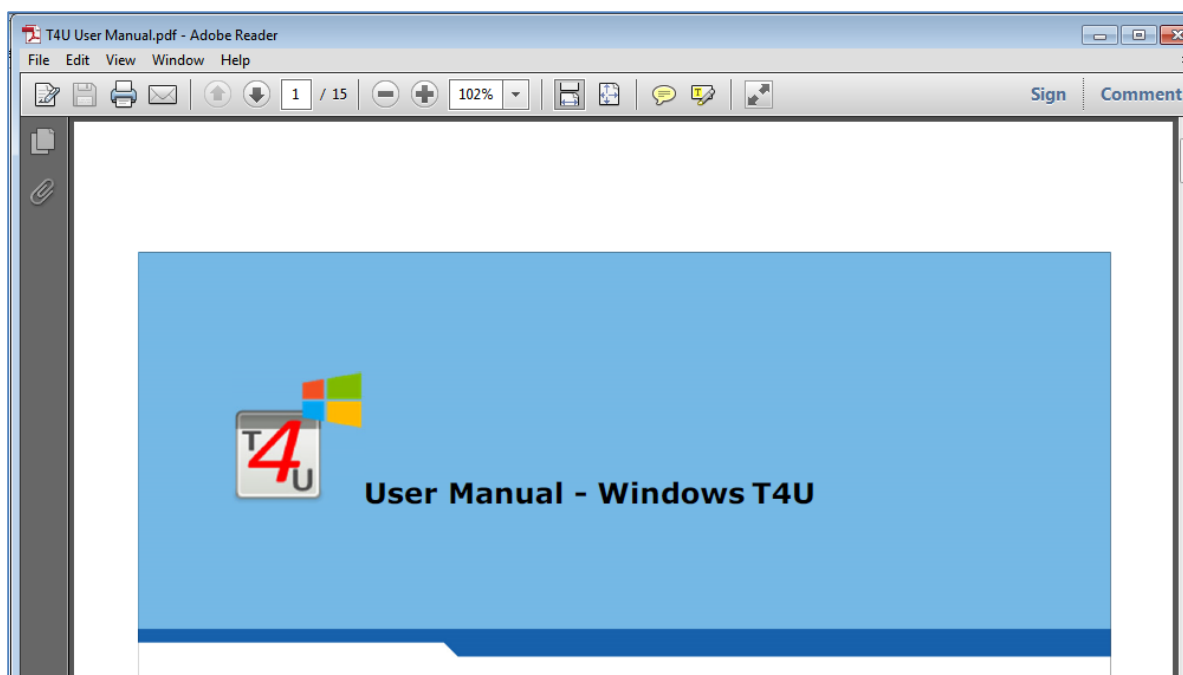 T4U User Manual.pdf - Adobe Reader
File Edit View Window Help
1 / 15 102% Sign Comment
T4U
User Manual - Windows T4U